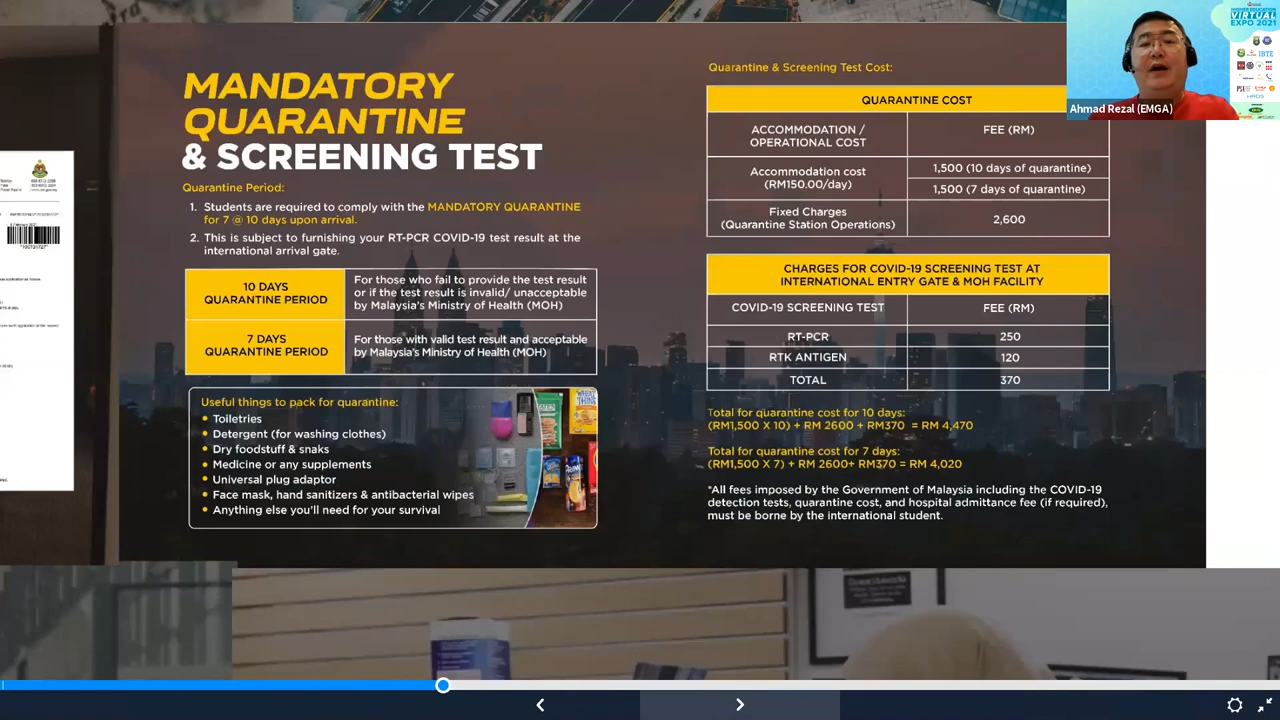 MANDATORY
QUARANTINE
& SCREENING TEST
Quarantine Period:
1. Students are required to comply with the MANDATORY QUARANTINE
for 7 @ 10 days upon arrival.
2. This is subject to furnishing your RT-PCR COVID-19 test result at the
international arrival gate.
10 DAYS
QUARANTINE PERIOD
For those who fail to provide the test result
or if the test result is invalid/ unacceptable
by Malaysia's Ministry of Health (MOH)
7 DAYS
QUARANTINE PERIOD
For those with valid test result and acceptable
by Malaysia's Ministry of Health (MOH)
Useful things to pack for quarantine:
• Toiletries
• Detergent (for washing clothes)
• Dry foodstuff & snaks
• Medicine or any supplements
• Universal plug adaptor
• Face mask, hand sanitizers & antibacterial wipes
• Anything else you'll need for your survival
Quarantine & Screening Test Cost:
QUARANTINE COST
ACCOMMODATION /
OPERATIONAL COST
FEE (RM)
Accommodation cost
(RM150.00/day)
1,500 (10 days of quarantine)
1,500 (7 days of quarantine)
Fixed Charges
(Quarantine Station Operations)
2,600
CHARGES FOR COVID-19 SCREENING TEST AT
INTERNATIONAL ENTRY GATE & MOH FACILITY
COVID-19 SCREENING TEST
FEE (RM)
RT-PCR
250
RTK ANTIGEN
120
TOTAL
370
Total for quarantine cost for 10 days:
(RM1,500 X 10) + RM 2600 + RM370 = RM 4,470
Total for quarantine cost for 7 days:
(RM1,500 X 7) + RM 2600+ RM370 = RM 4,020
*All fees imposed by the Government of Malaysia including the COVID-19
detection tests, quarantine cost, and hospital admittance fee (if required),
must be borne by the international student.
Ahmad Rezal (EMGA)
HIGHER EDUCATION
VIRTUAL
EXPO 2021
IBTE